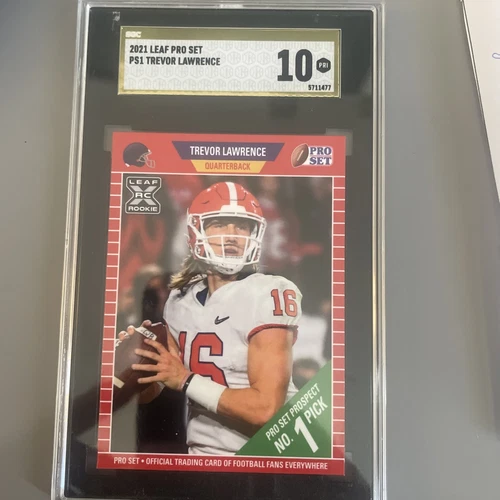 SGC
2021 LEAF PRO SET
PS1 TREVOR LAWRENCE
10
PRI
5711477
TREVOR LAWRENCE
QUARTERBACK
PRO
SET
LEAF
RC
ROOKIE
16
16
PRO SET PROSPECT
NO. 1 PICK
PRO SET • OFFICIAL TRADING CARD OF FOOTBALL FANS EVERYWHERE